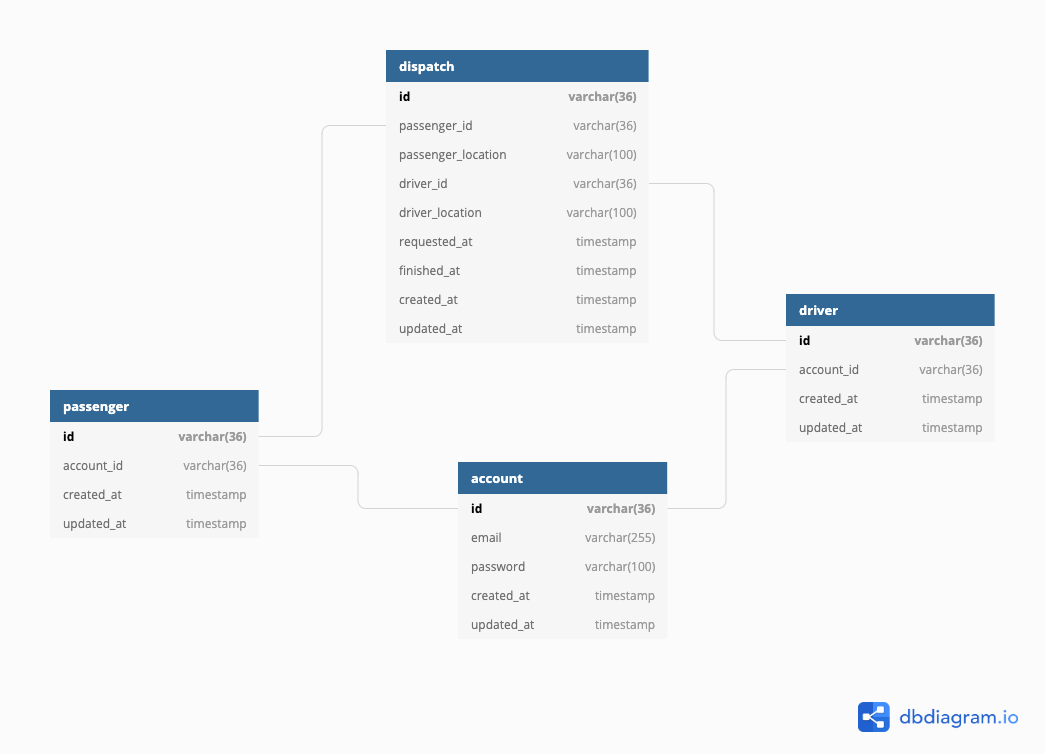 dispatch
id varchar(36)
passenger_id varchar(36)
passenger_location varchar(100)
driver_id varchar(36)
driver_location varchar(100)
requested_at timestamp
finished_at timestamp
created_at timestamp
updated_at timestamp
driver
id varchar(36)
account_id varchar(36)
created_at timestamp
updated_at timestamp
passenger
id varchar(36)
account_id varchar(36)
created_at timestamp
updated_at timestamp
account
id varchar(36)
email varchar(255)
password varchar(100)
created_at timestamp
updated_at timestamp
dbdiagram.io